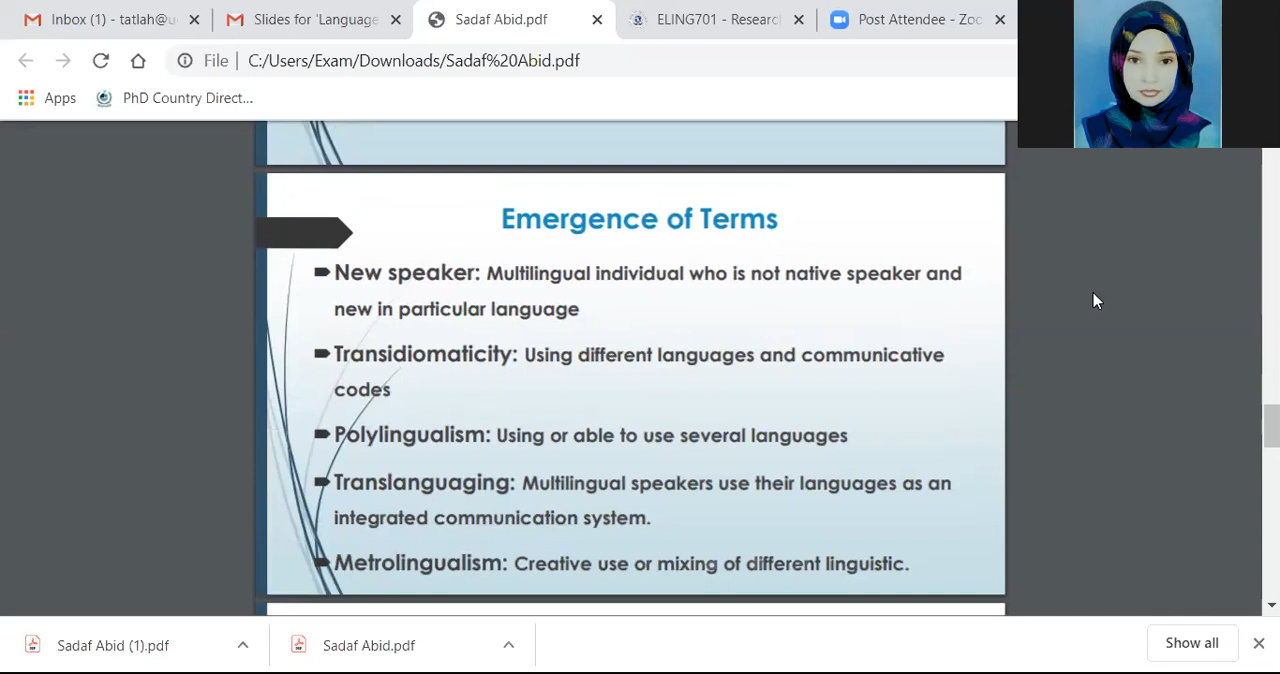 Inbox (1) - tatlah@u
Slides for 'Language
Sadaf Abid.pdf
ELING701 - Researc
Post Attendee - Zoo
File
C:/Users/Exam/Downloads/Sadaf%20Abid.pdf
Apps
PhD Country Direct...
Emergence of Terms
New speaker: Multilingual individual who is not native speaker and
new in particular language
Transidiomaticity: Using different languages and communicative
codes
Polylingualism: Using or able to use several languages
Translanguaging: Multilingual speakers use their languages as an
integrated communication system.
Metrolingualism: Creative use or mixing of different linguistic.
Sadaf Abid (1).pdf
Sadaf Abid.pdf
Show all